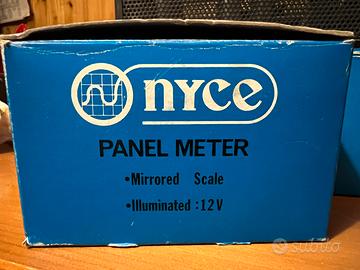 nyce
PANEL METER
•Mirrored Scale
•Illuminated :12V
subito